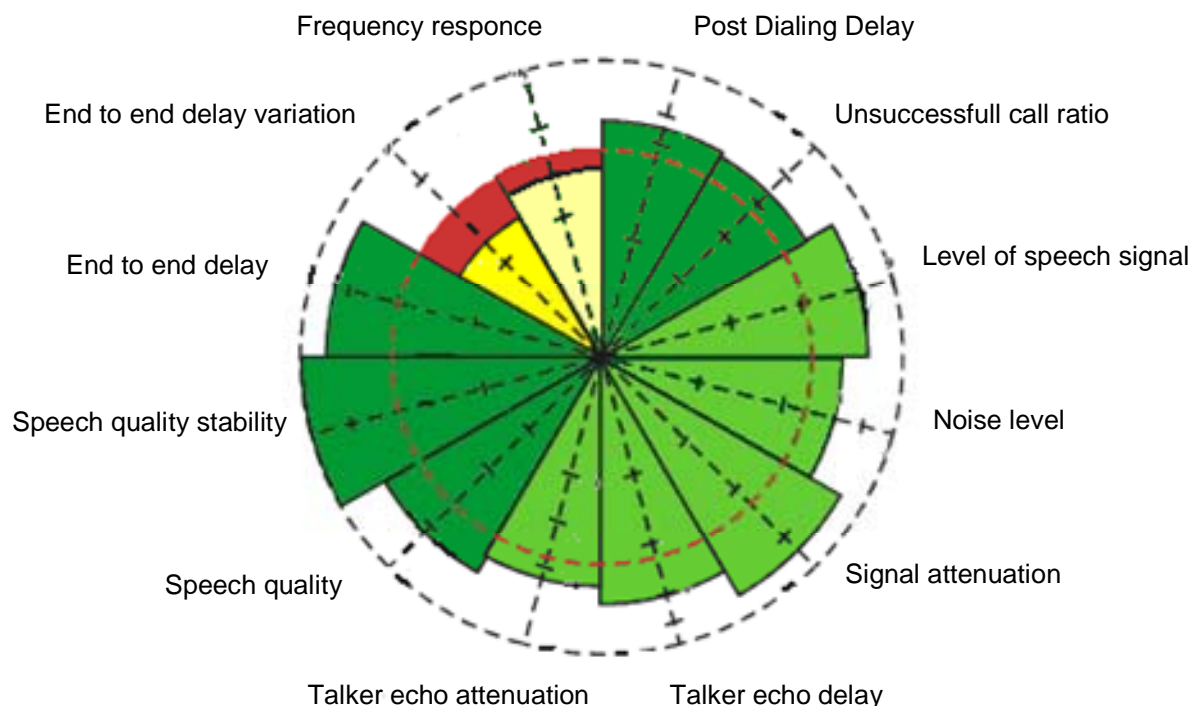 Frequency responce
Post Dialing Delay
End to end delay variation
Unsuccessfull call ratio
End to end delay
Level of speech signal
Speech quality stability
Noise level
Speech quality
Signal attenuation
Talker echo attenuation
Talker echo delay